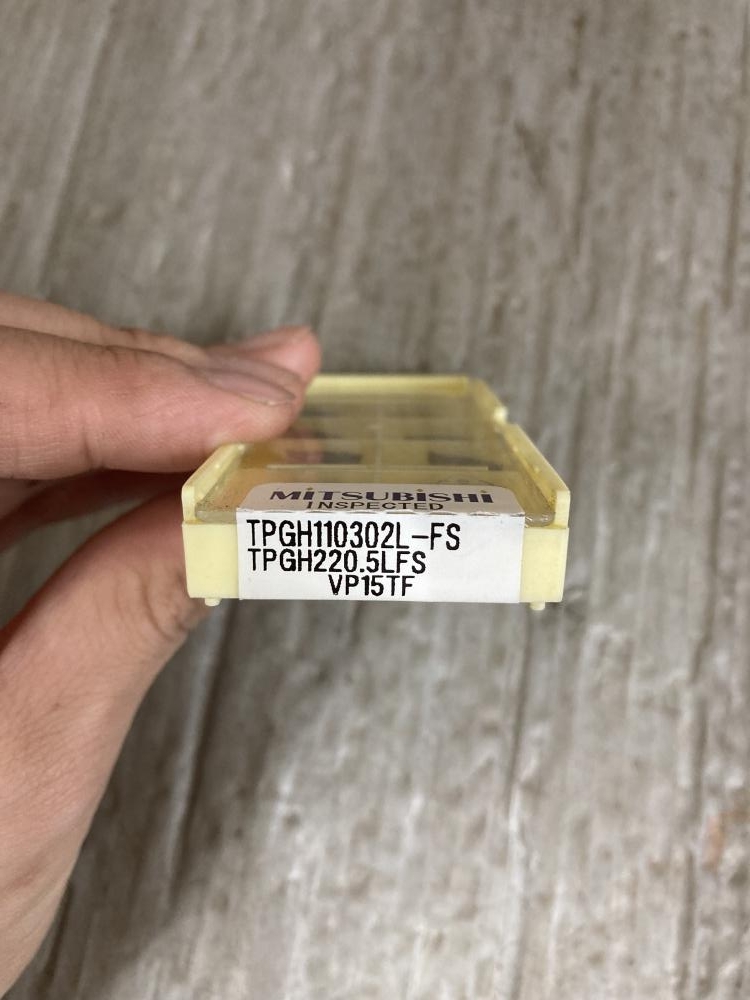 MITSUBISHI
INSPECTED
TPGH110302L-FS
TPGH220.5LFS
VP15TF